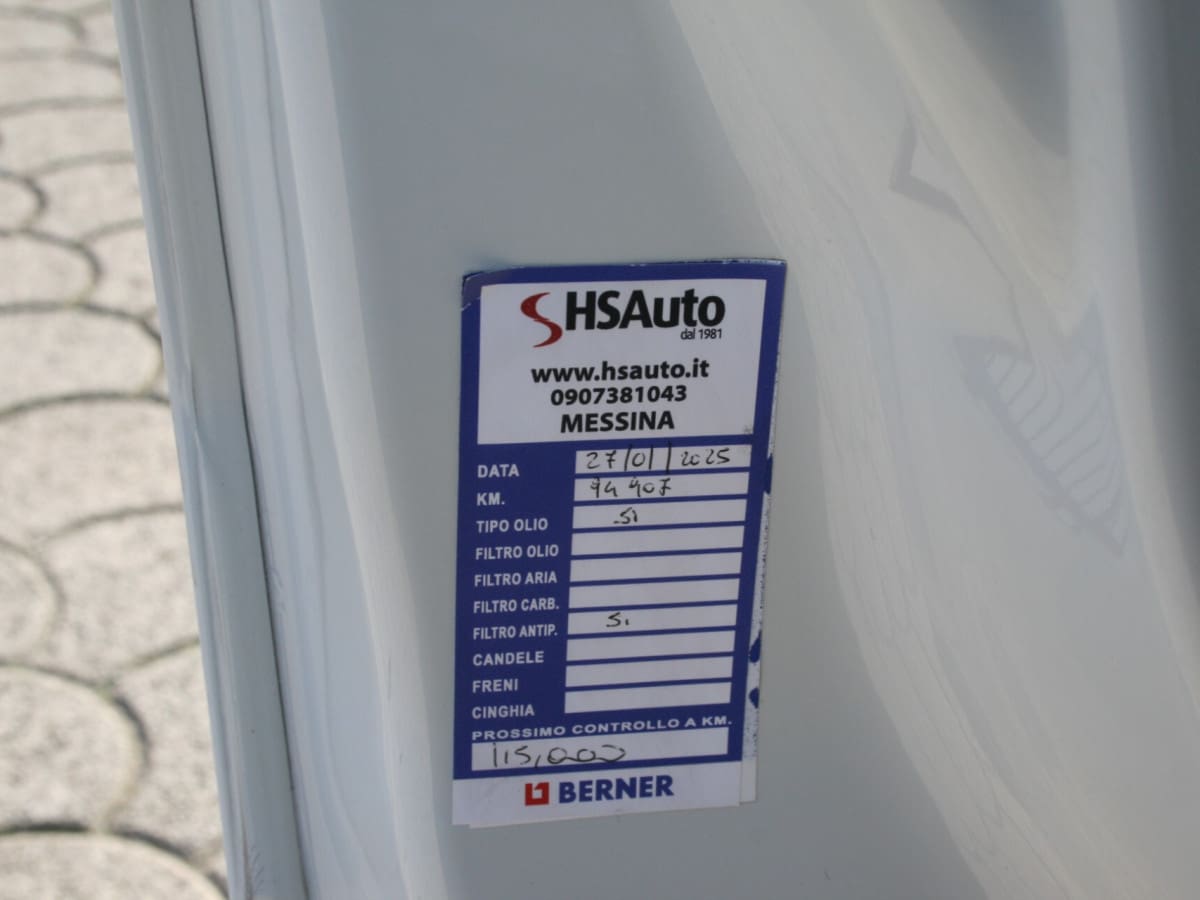 HSAuto
dal 1981
www.hsauto.it
0907381043
MESSINA
DATA 27/01/2025
KM. 94 907
TIPO OLIO Si
FILTRO OLIO
FILTRO ARIA
FILTRO CARB.
FILTRO ANTIP. Si
CANDELE
FRENI
CINGHIA
PROSSIMO CONTROLLO A KM.
115,000
BERNER